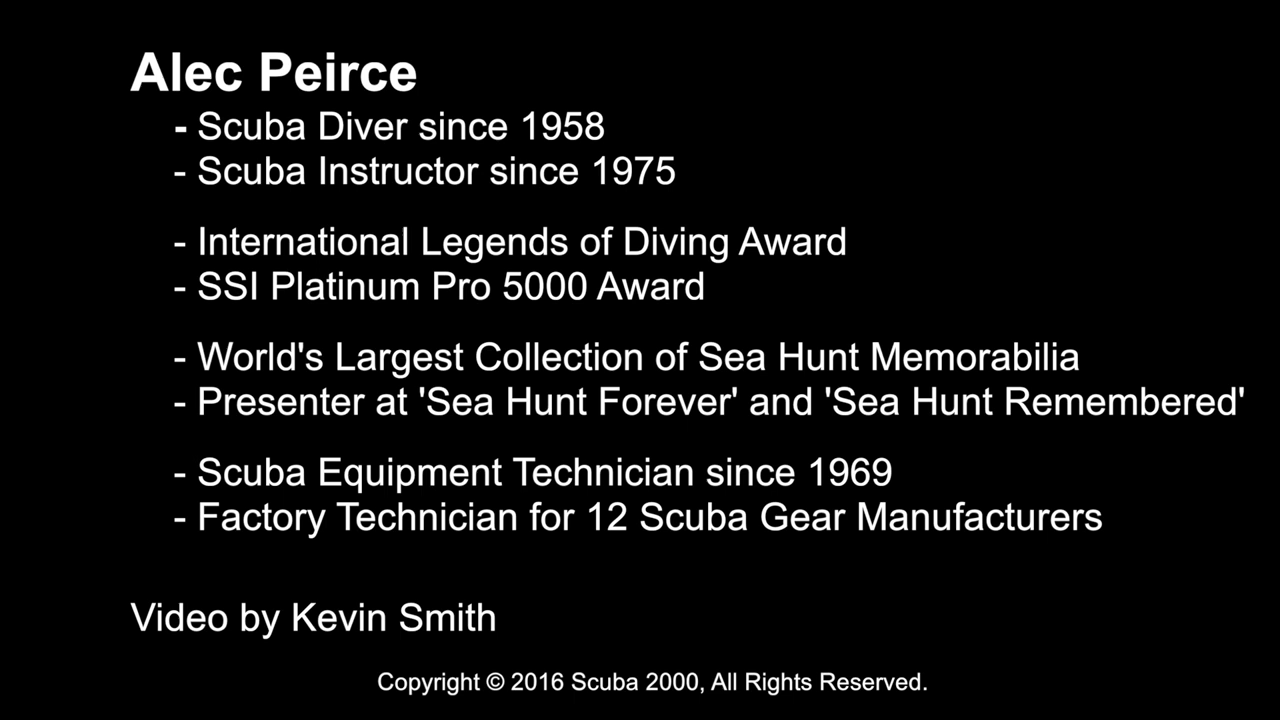 Alec Peirce
- Scuba Diver since 1958
- Scuba Instructor since 1975
- International Legends of Diving Award
- SSI Platinum Pro 5000 Award
- World's Largest Collection of Sea Hunt Memorabilia
- Presenter at 'Sea Hunt Forever' and 'Sea Hunt Remembered'
- Scuba Equipment Technician since 1969
- Factory Technician for 12 Scuba Gear Manufacturers
Video by Kevin Smith
Copyright © 2016 Scuba 2000, All Rights Reserved.